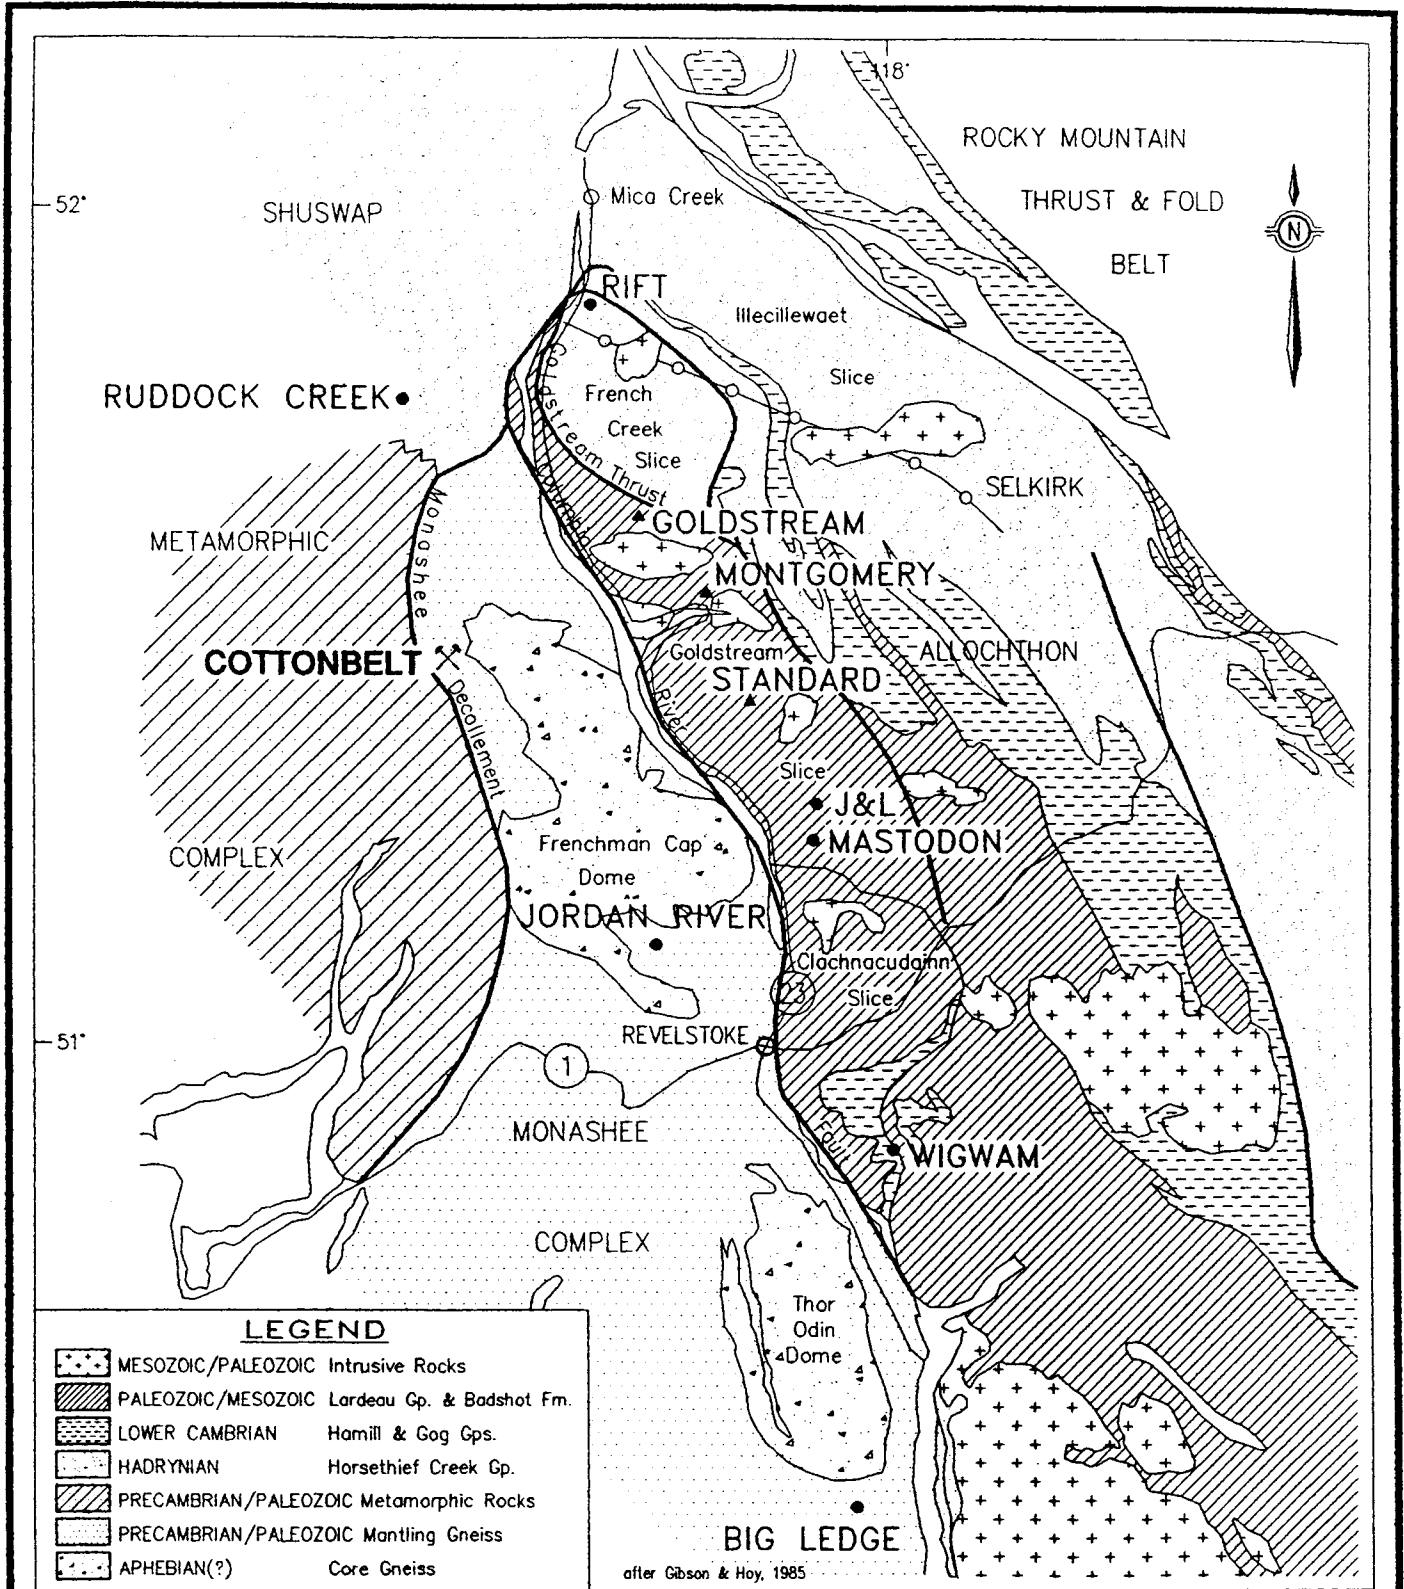 118°
ROCKY MOUNTAIN
THRUST & FOLD
BELT
N
52°
SHUSWAP
Mica Creek
RIFT
Illecillewaet
Slice
RUDDOCK CREEK
French
Creek
Slice
Goldstream Thrust
SELKIRK
Columbia
GOLDSTREAM
METAMORPHIC
Monashee
MONTGOMERY
COTTONBELT
Goldstream
ALLOCHTHON
STANDARD
Decollement
River
Slice
J&L
MASTODON
COMPLEX
Frenchman Cap
Dome
JORDAN RIVER
Clachnacudainn
23
Slice
51°
REVELSTOKE
1
MONASHEE
Fault
WIGWAM
COMPLEX
Thor
Odin
Dome
BIG LEDGE
LEGEND
MESOZOIC/PALEOZOIC Intrusive Rocks
PALEOZOIC/MESOZOIC Lardeau Gp. & Badshot Fm.
LOWER CAMBRIAN Hamill & Gog Gps.
HADRYNIAN Horsethief Creek Gp.
PRECAMBRIAN/PALEOZOIC Metamorphic Rocks
PRECAMBRIAN/PALEOZOIC Mantling Gneiss
APHEBIAN(?) Core Gneiss
after Gibson & Hoy, 1985